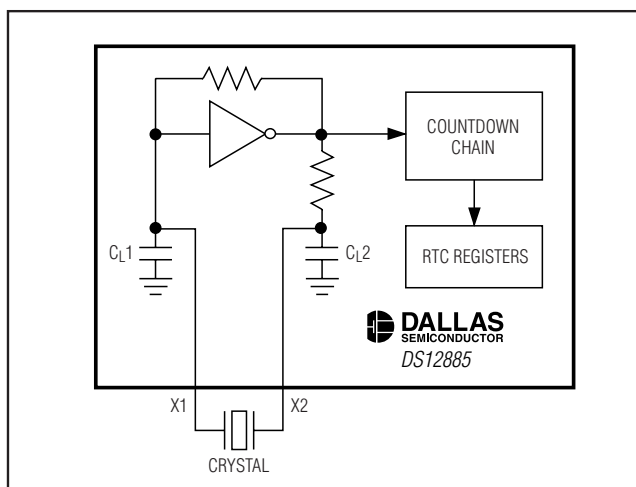 COUNTDOWN
CHAIN
CL1
CL2
RTC REGISTERS
DALLAS
SEMICONDUCTOR
DS12885
X1
X2
CRYSTAL